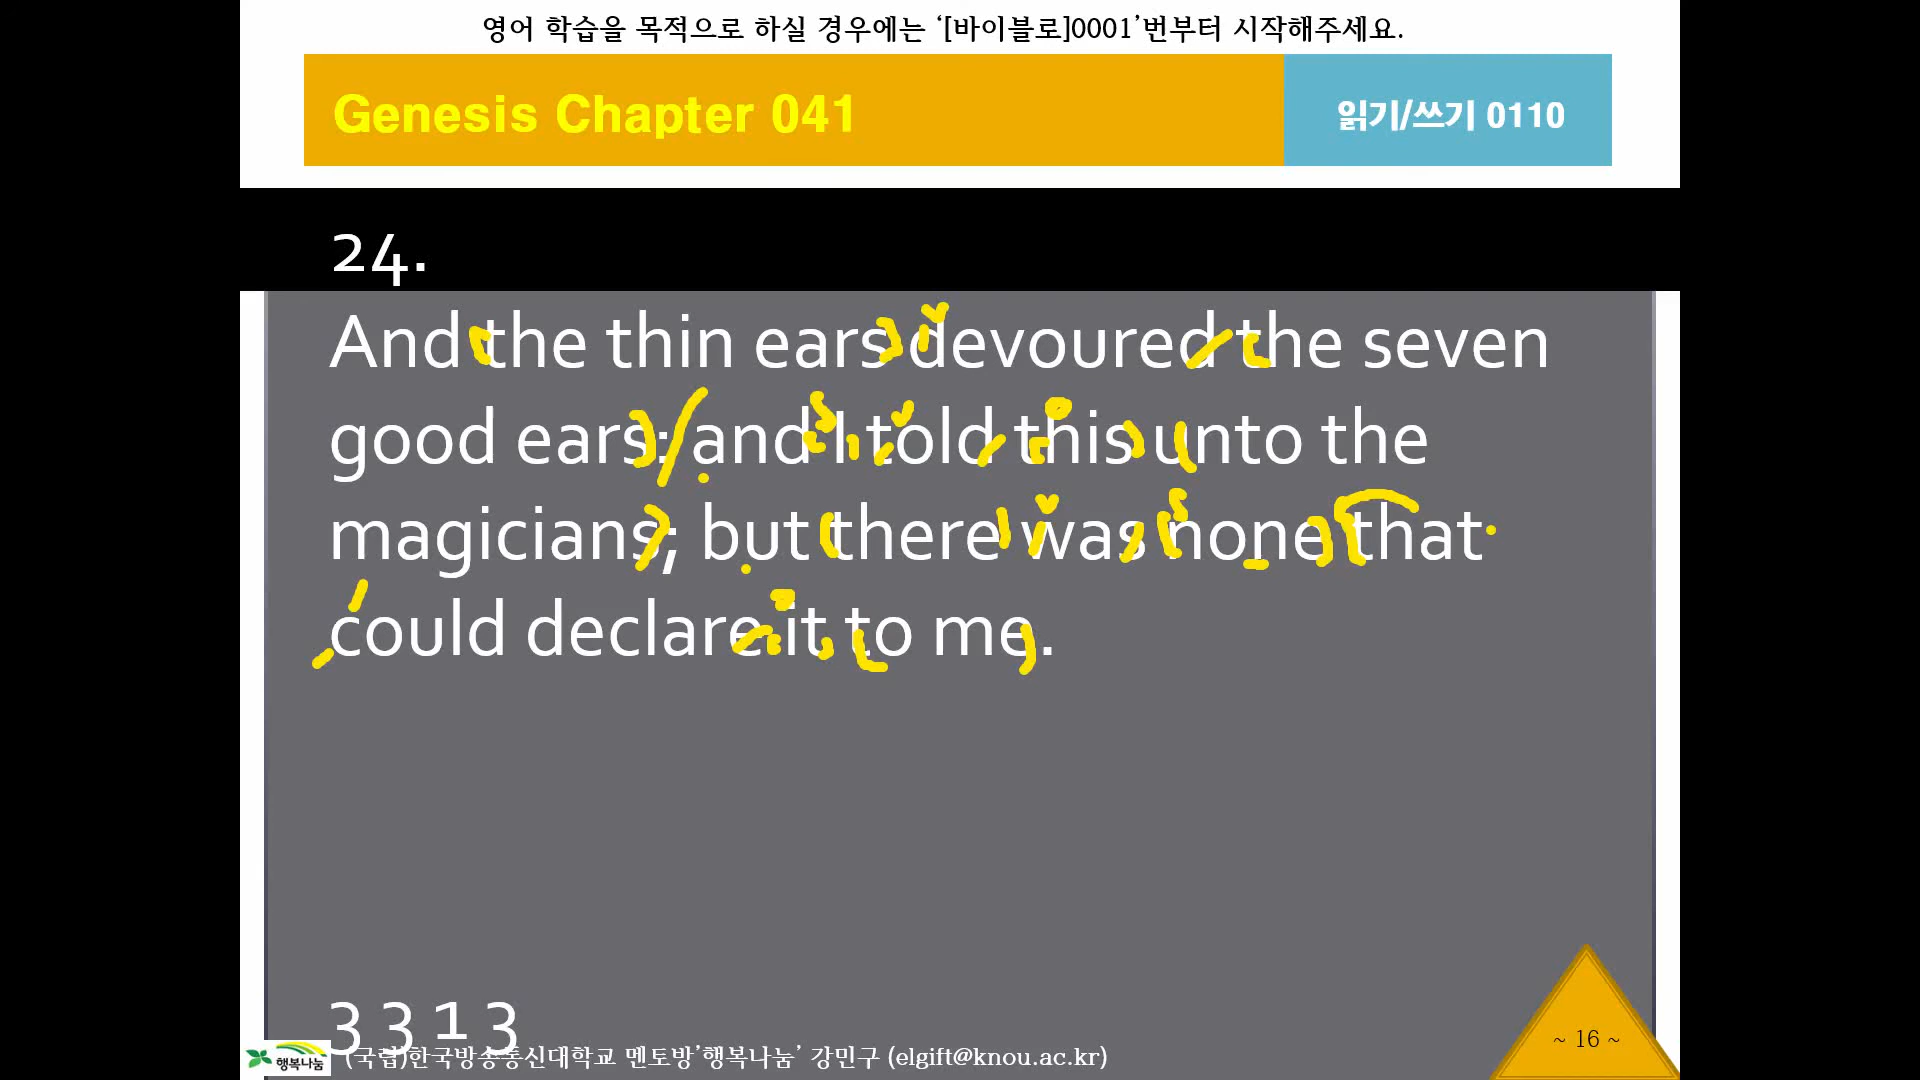 영어 학습을 목적으로 하실 경우에는 ‘[바이블로]0001’번부터 시작해주세요.
Genesis Chapter 041
읽기/쓰기 0110
24.
And the thin ears devoured the seven
good ears: and I told this unto the
magicians; but there was none that
could declare it to me.
3 3 1 3
행복나눔
(국립)한국방송통신대학교 멘토방’행복나눔’ 강민구 (elgift@knou.ac.kr)
~ 16 ~